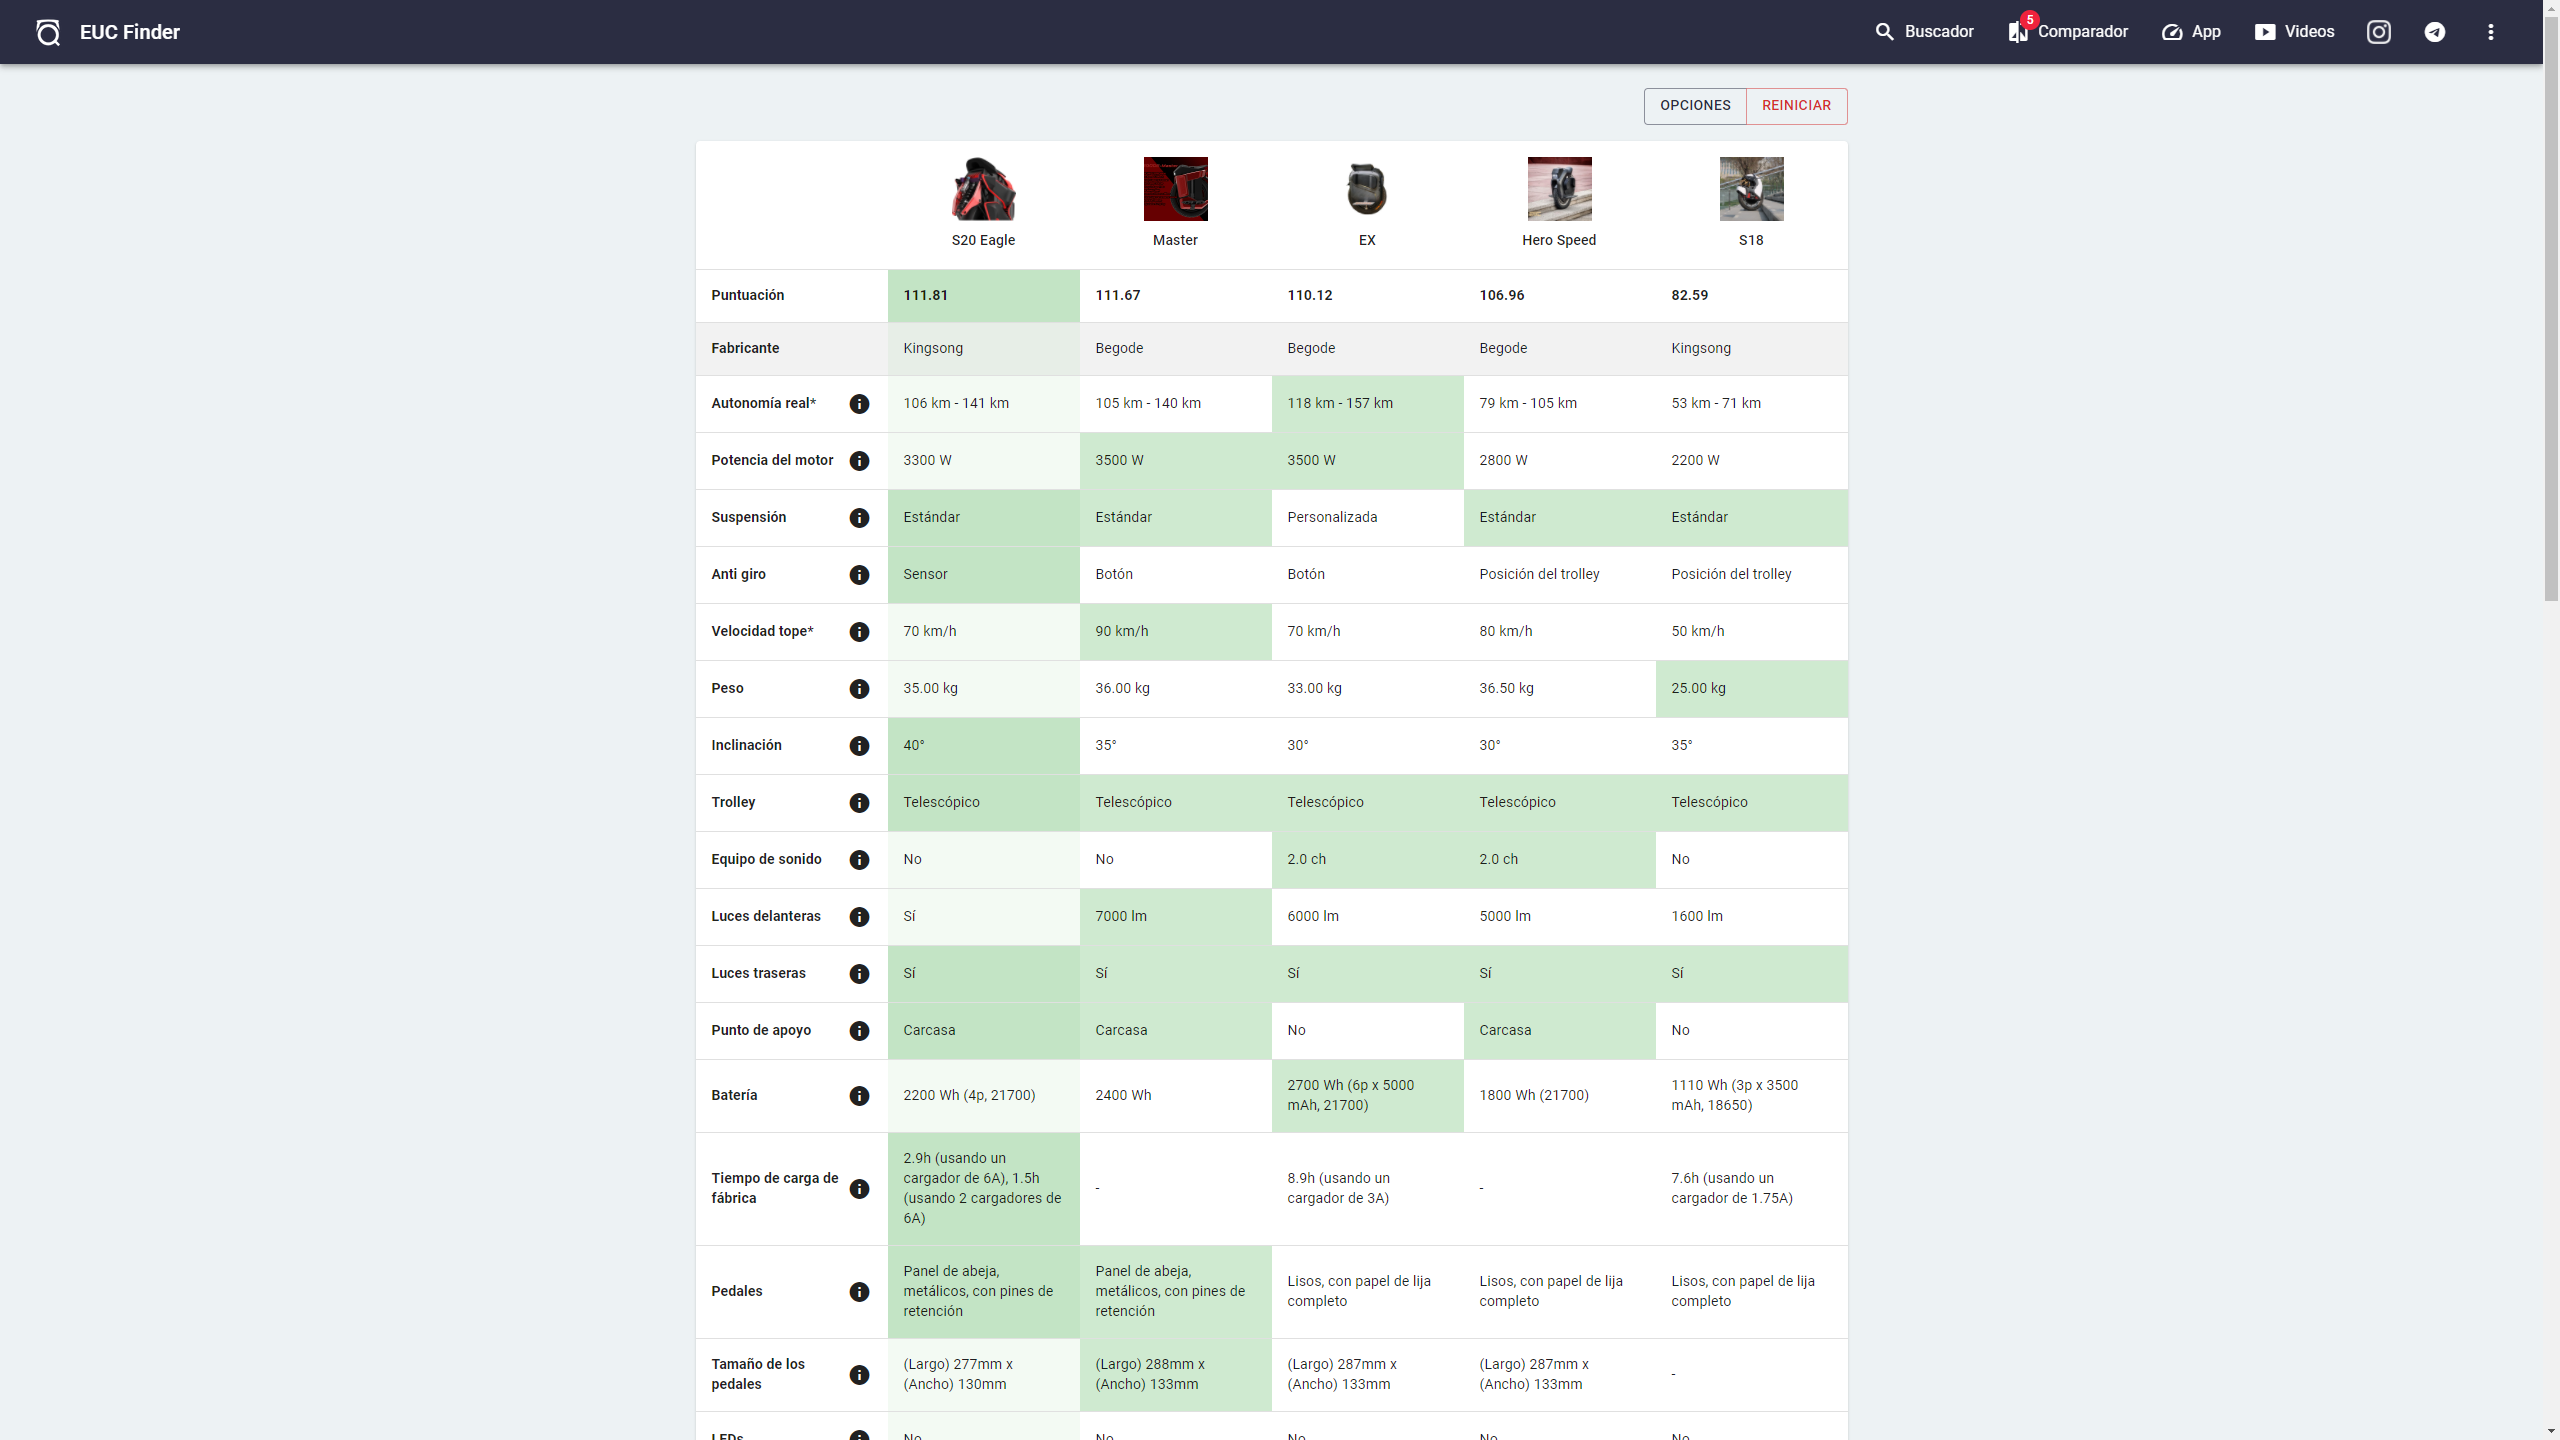 EUC Finder
Buscador
5
Comparador
App
Videos
OPCIONES
REINICIAR
S20 Eagle
Master
EX
Hero Speed
S18
Puntuación
111.81
111.67
110.12
106.96
82.59
Fabricante
Kingsong
Begode
Begode
Begode
Kingsong
Autonomía real*
106 km - 141 km
105 km - 140 km
118 km - 157 km
79 km - 105 km
53 km - 71 km
Potencia del motor
3300 W
3500 W
3500 W
2800 W
2200 W
Suspensión
Estándar
Estándar
Personalizada
Estándar
Estándar
Anti giro
Sensor
Botón
Botón
Posición del trolley
Posición del trolley
Velocidad tope*
70 km/h
90 km/h
70 km/h
80 km/h
50 km/h
Peso
35.00 kg
36.00 kg
33.00 kg
36.50 kg
25.00 kg
Inclinación
40°
35°
30°
30°
35°
Trolley
Telescópico
Telescópico
Telescópico
Telescópico
Telescópico
Equipo de sonido
No
No
2.0 ch
2.0 ch
No
Luces delanteras
Sí
7000 lm
6000 lm
5000 lm
1600 lm
Luces traseras
Sí
Sí
Sí
Sí
Sí
Punto de apoyo
Carcasa
Carcasa
No
Carcasa
No
Batería
2200 Wh (4p, 21700)
2400 Wh
2700 Wh (6p x 5000
mAh, 21700)
1800 Wh (21700)
1110 Wh (3p x 3500
mAh, 18650)
Tiempo de carga de
fábrica
2.9h (usando un
cargador de 6A), 1.5h
(usando 2 cargadores de
6A)
-
8.9h (usando un
cargador de 3A)
-
7.6h (usando un
cargador de 1.75A)
Pedales
Panel de abeja,
metálicos, con pines de
retención
Panel de abeja,
metálicos, con pines de
retención
Lisos, con papel de lija
completo
Lisos, con papel de lija
completo
Lisos, con papel de lija
completo
Tamaño de los
pedales
(Largo) 277mm x
(Ancho) 130mm
(Largo) 288mm x
(Ancho) 133mm
(Largo) 287mm x
(Ancho) 133mm
(Largo) 287mm x
(Ancho) 133mm
-
LEDs
No
No
No
No
No